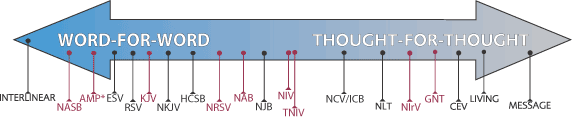 WORD-FOR-WORD THOUGHT-FOR-THOUGHT
INTERLINEAR NASB AMP* ESV RSV KJV NKJV HCSB NRSV NAB NJB NIV TNIV NCV/ICB NLT NIrV GNT CEV LIVING MESSAGE